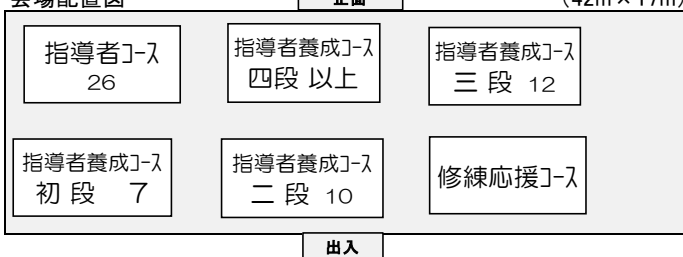 会場配置図 正面 (42m×17m)
指導者コース
26
指導者養成コース
四段 以上
指導者養成コース
三 段 12
指導者養成コース
初 段 7
指導者養成コース
二 段 10
修練応援コース
出入